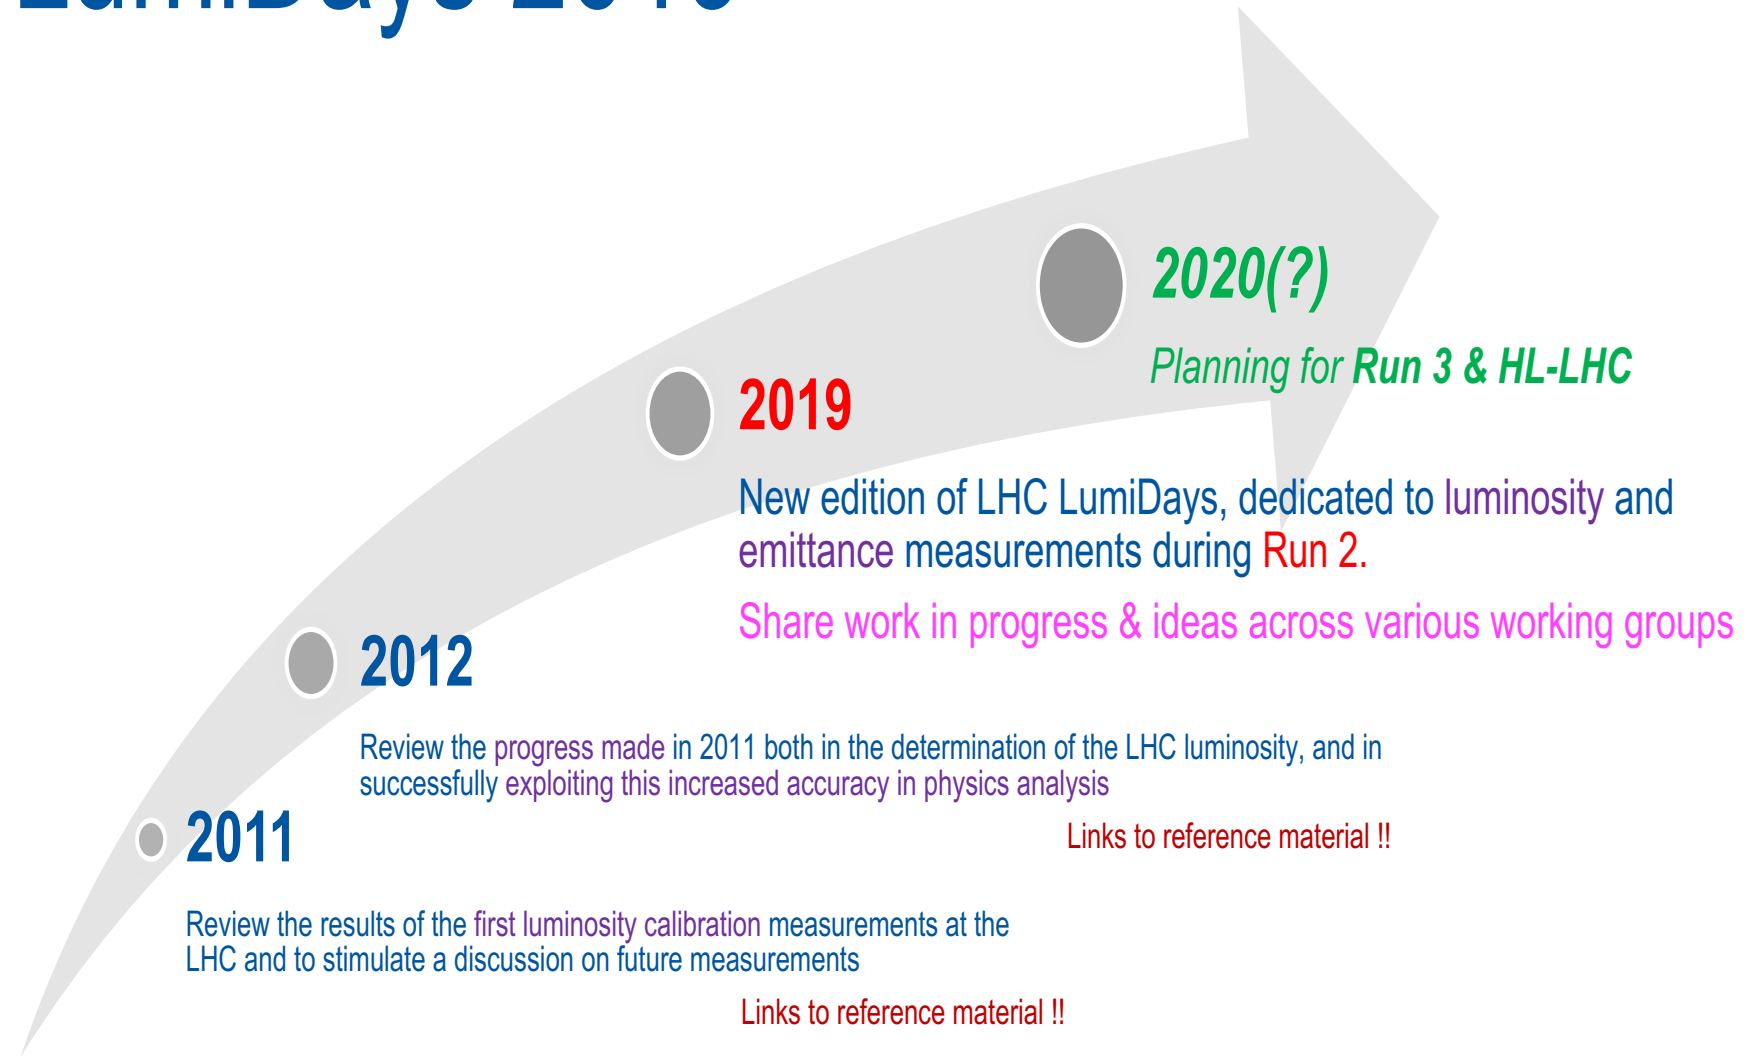 LumiDays 2019
2020(?)
Planning for Run 3 & HL-LHC
2019
New edition of LHC LumiDays, dedicated to luminosity and
emittance measurements during Run 2.
Share work in progress & ideas across various working groups
2012
Review the progress made in 2011 both in the determination of the LHC luminosity, and in
successfully exploiting this increased accuracy in physics analysis
Links to reference material !!
2011
Review the results of the first luminosity calibration measurements at the
LHC and to stimulate a discussion on future measurements
Links to reference material !!